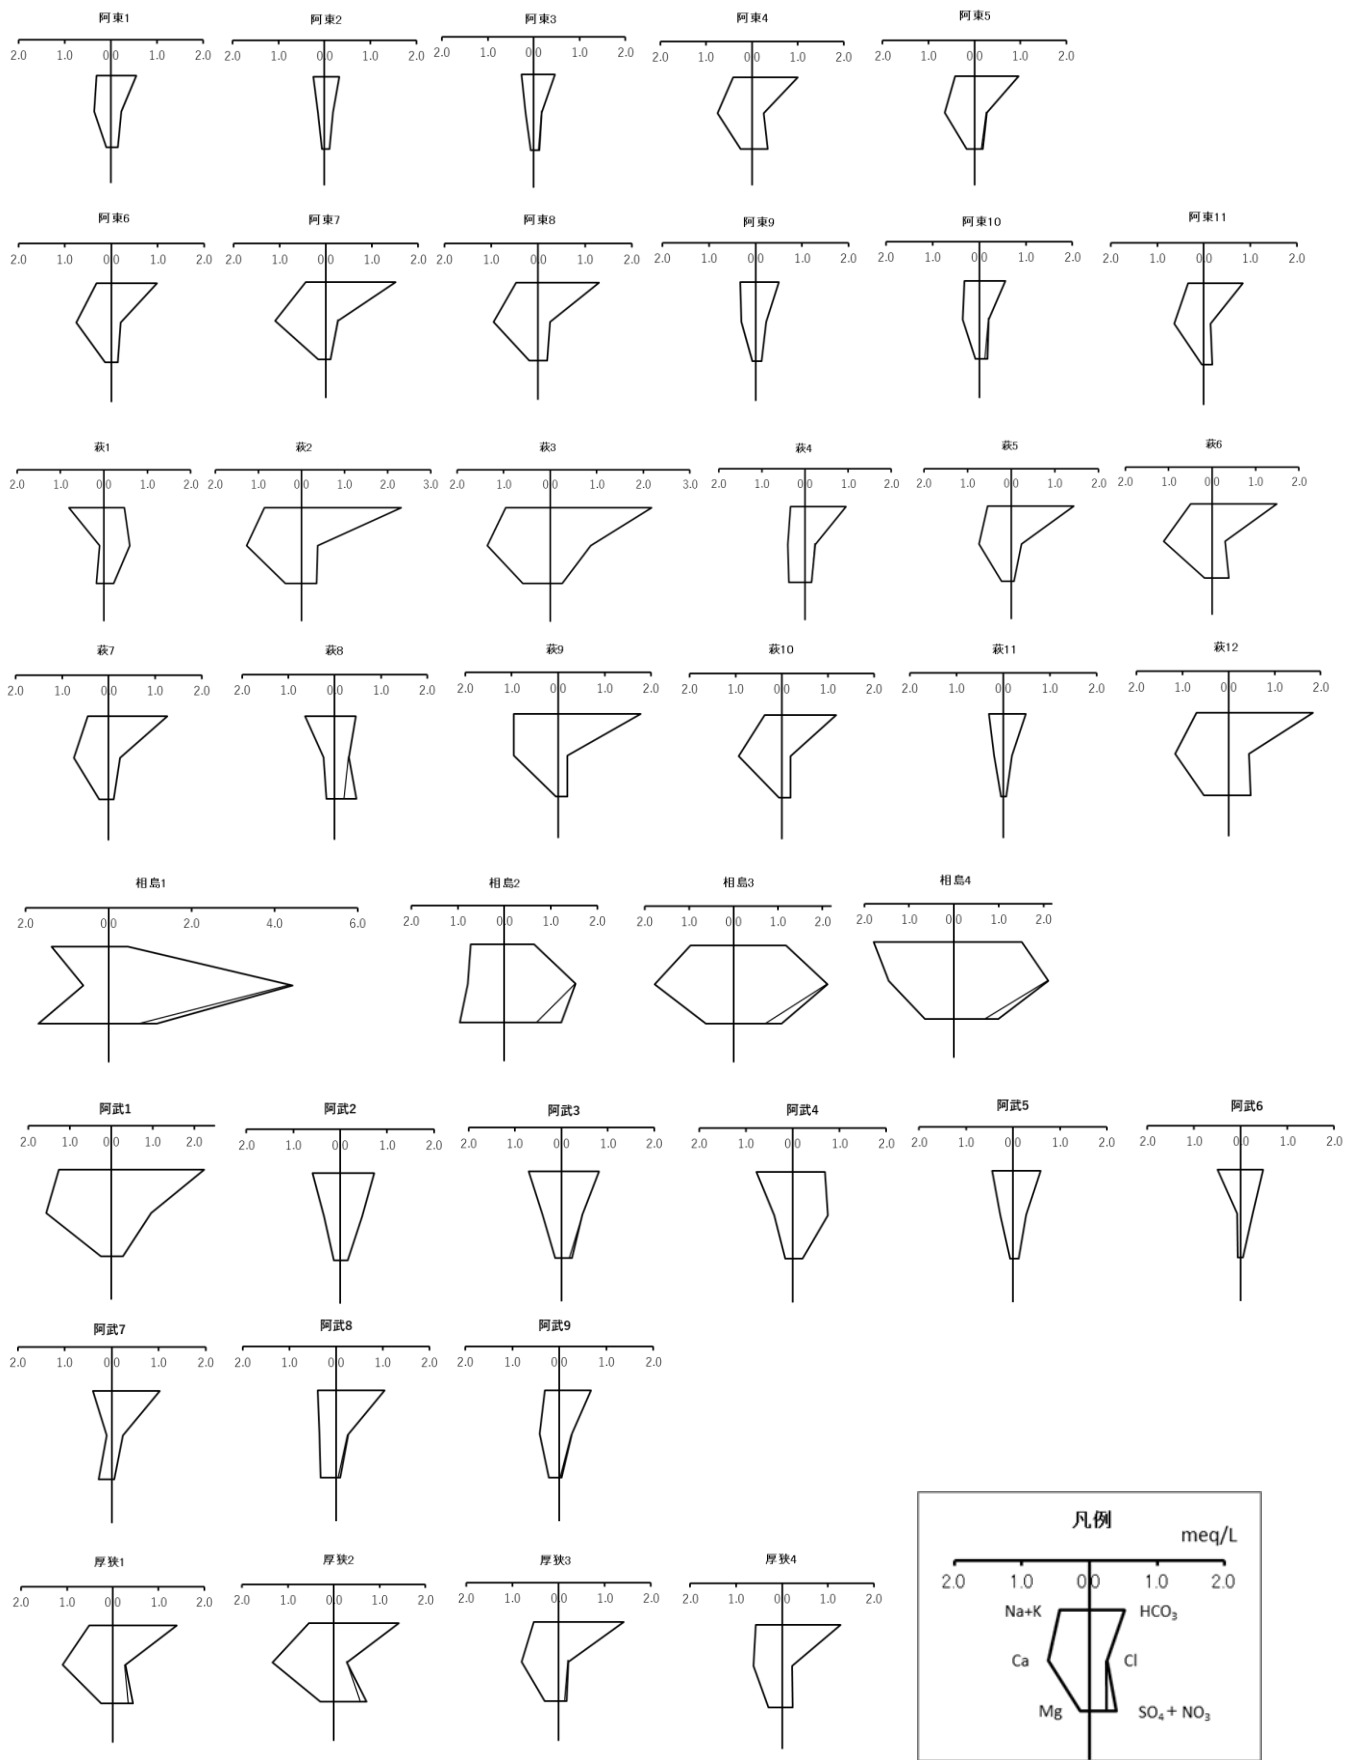 阿東1 阿東2 阿東3 阿東4 阿東5
2.0 1.0 0.0 1.0 2.0 2.0 1.0 0.0 1.0 2.0 2.0 1.0 0.0 1.0 2.0 2.0 1.0 0.0 1.0 2.0 2.0 1.0 0.0 1.0 2.0
阿東6 阿東7 阿東8 阿東9 阿東10 阿東11
2.0 1.0 0.0 1.0 2.0 2.0 1.0 0.0 1.0 2.0 2.0 1.0 0.0 1.0 2.0 2.0 1.0 0.0 1.0 2.0 2.0 1.0 0.0 1.0 2.0 2.0 1.0 0.0 1.0 2.0
萩1 萩2 萩3 萩4 萩5 萩6
2.0 1.0 0.0 1.0 2.0 2.0 1.0 0.0 1.0 2.0 3.0 2.0 1.0 0.0 1.0 2.0 3.0 2.0 1.0 0.0 1.0 2.0 2.0 1.0 0.0 1.0 2.0 2.0 1.0 0.0 1.0 2.0
萩7 萩8 萩9 萩10 萩11 萩12
2.0 1.0 0.0 1.0 2.0 2.0 1.0 0.0 1.0 2.0 2.0 1.0 0.0 1.0 2.0 2.0 1.0 0.0 1.0 2.0 2.0 1.0 0.0 1.0 2.0 2.0 1.0 0.0 1.0 2.0
相島1 相島2 相島3 相島4
2.0 0.0 2.0 4.0 6.0 2.0 1.0 0.0 1.0 2.0 2.0 1.0 0.0 1.0 2.0 2.0 1.0 0.0 1.0 2.0
阿武1 阿武2 阿武3 阿武4 阿武5 阿武6
2.0 1.0 0.0 1.0 2.0 2.0 1.0 0.0 1.0 2.0 2.0 1.0 0.0 1.0 2.0 2.0 1.0 0.0 1.0 2.0 2.0 1.0 0.0 1.0 2.0 2.0 1.0 0.0 1.0 2.0
阿武7 阿武8 阿武9
2.0 1.0 0.0 1.0 2.0 2.0 1.0 0.0 1.0 2.0 2.0 1.0 0.0 1.0 2.0
厚狭1 厚狭2 厚狭3 厚狭4
2.0 1.0 0.0 1.0 2.0 2.0 1.0 0.0 1.0 2.0 2.0 1.0 0.0 1.0 2.0 2.0 1.0 0.0 1.0 2.0
凡例
meq/L
2.0 1.0 0.0 1.0 2.0
Na+K HCO₃
Ca Cl
Mg SO₄+NO₃